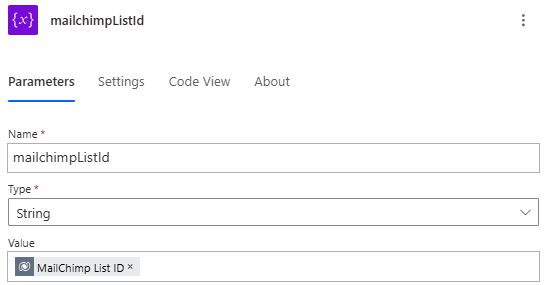 {x} mailchimpListId
Parameters Settings Code View About
Name *
mailchimpListId
Type *
String
Value
MailChimp List ID ×